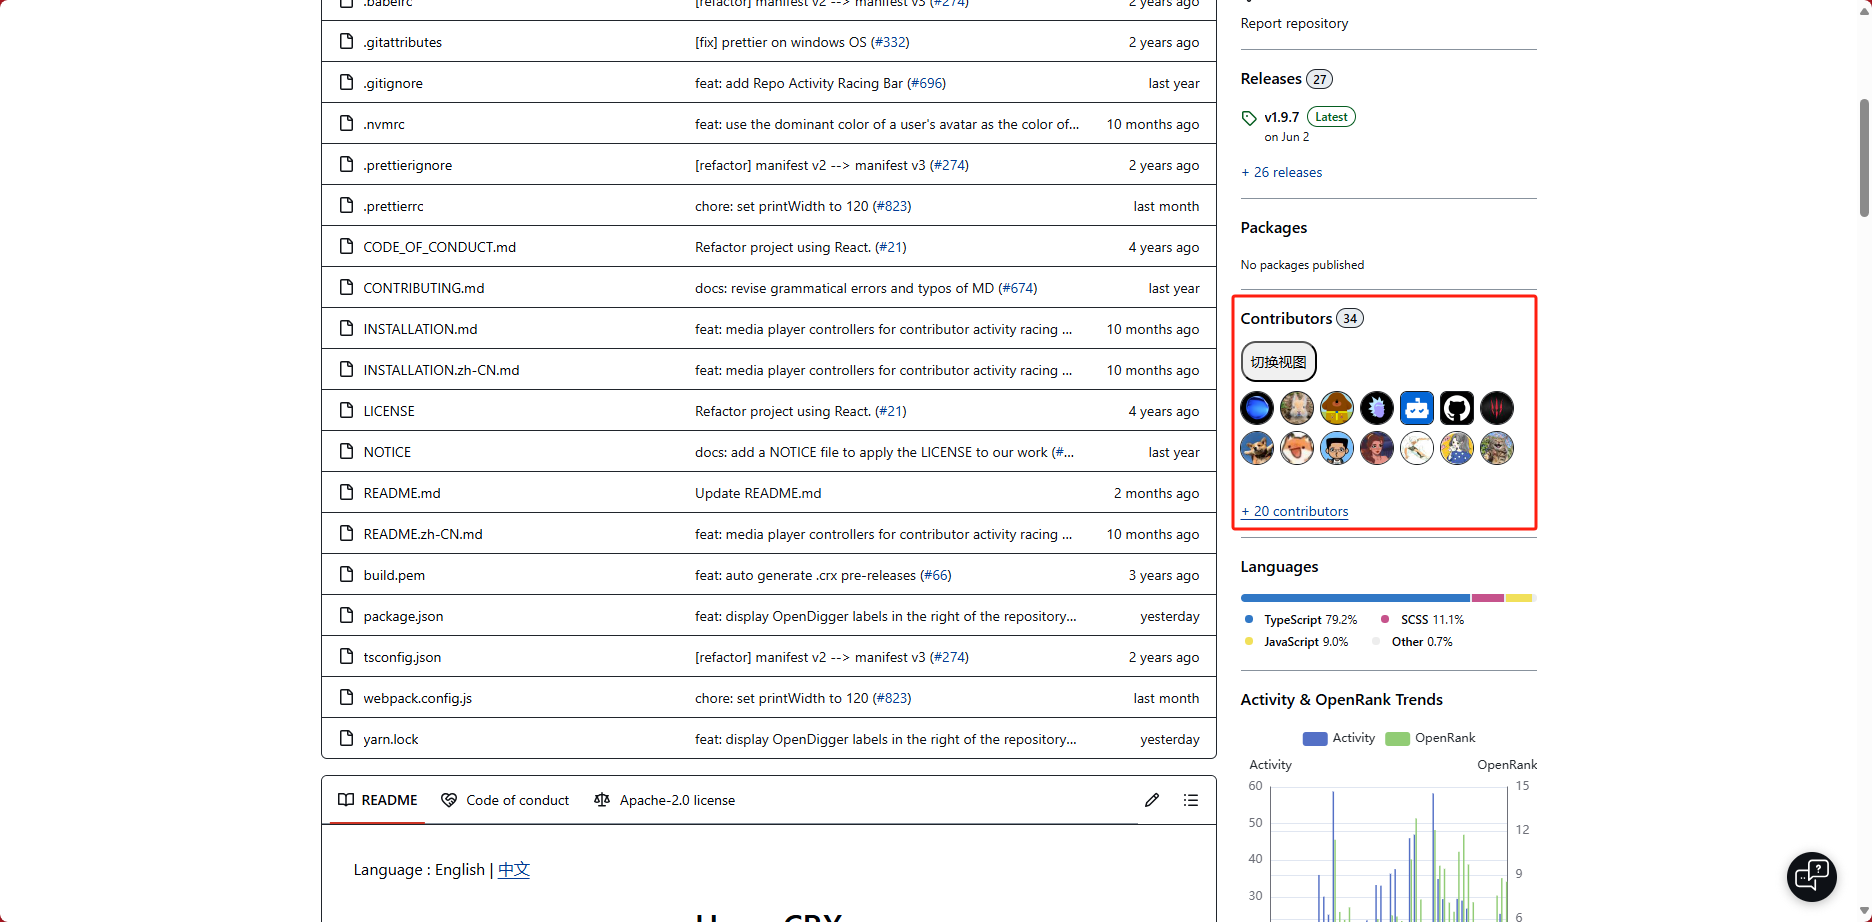 .babelrc [refactor] manifest v2 --> manifest v3 (#274) 2 years ago
.gitattributes [fix] prettier on windows OS (#332) 2 years ago
.gitignore feat: add Repo Activity Racing Bar (#696) last year
.nvmrc feat: use the dominant color of a user's avatar as the color of... 10 months ago
.prettierignore [refactor] manifest v2 --> manifest v3 (#274) 2 years ago
.prettierrc chore: set printWidth to 120 (#823) last month
CODE_OF_CONDUCT.md Refactor project using React. (#21) 4 years ago
CONTRIBUTING.md docs: revise grammatical errors and typos of MD (#674) last year
INSTALLATION.md feat: media player controllers for contributor activity racing ... 10 months ago
INSTALLATION.zh-CN.md feat: media player controllers for contributor activity racing ... 10 months ago
LICENSE Refactor project using React. (#21) 4 years ago
NOTICE docs: add a NOTICE file to apply the LICENSE to our work (#... last year
README.md Update README.md 2 months ago
README.zh-CN.md feat: media player controllers for contributor activity racing ... 10 months ago
build.pem feat: auto generate .crx pre-releases (#66) 3 years ago
package.json feat: display OpenDigger labels in the right of the repository... yesterday
tsconfig.json [refactor] manifest v2 --> manifest v3 (#274) 2 years ago
webpack.config.js chore: set printWidth to 120 (#823) last month
yarn.lock feat: display OpenDigger labels in the right of the repository... yesterday
README Code of conduct Apache-2.0 license
Language : English | 中文
Report repository
Releases 27
v1.9.7 Latest
on Jun 2
+ 26 releases
Packages
No packages published
Contributors 34
切换视图
+ 20 contributors
Languages
TypeScript 79.2% SCSS 11.1%
JavaScript 9.0% Other 0.7%
Activity & OpenRank Trends
Activity OpenRank
Activity OpenRank
60 15
50
12
40
9
30
6